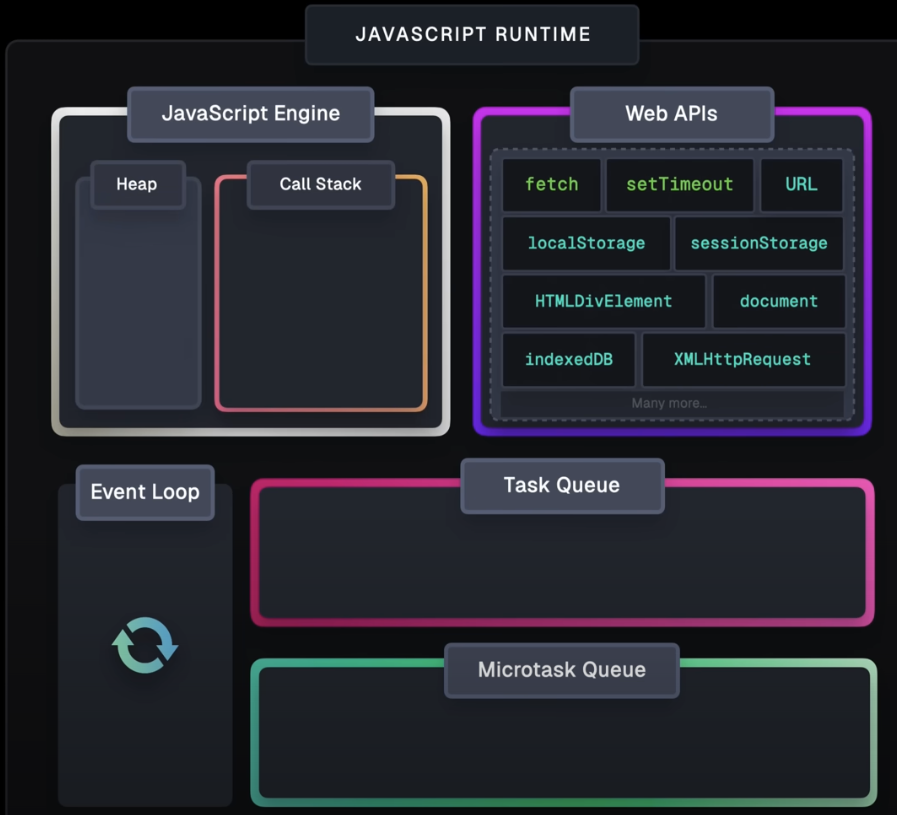 JAVASCRIPT RUNTIME
JavaScript Engine
Heap
Call Stack
Web APIs
fetch
setTimeout
URL
localStorage
sessionStorage
HTMLDivElement
document
indexedDB
XMLHttpRequest
Many more…
Event Loop
Task Queue
Microtask Queue